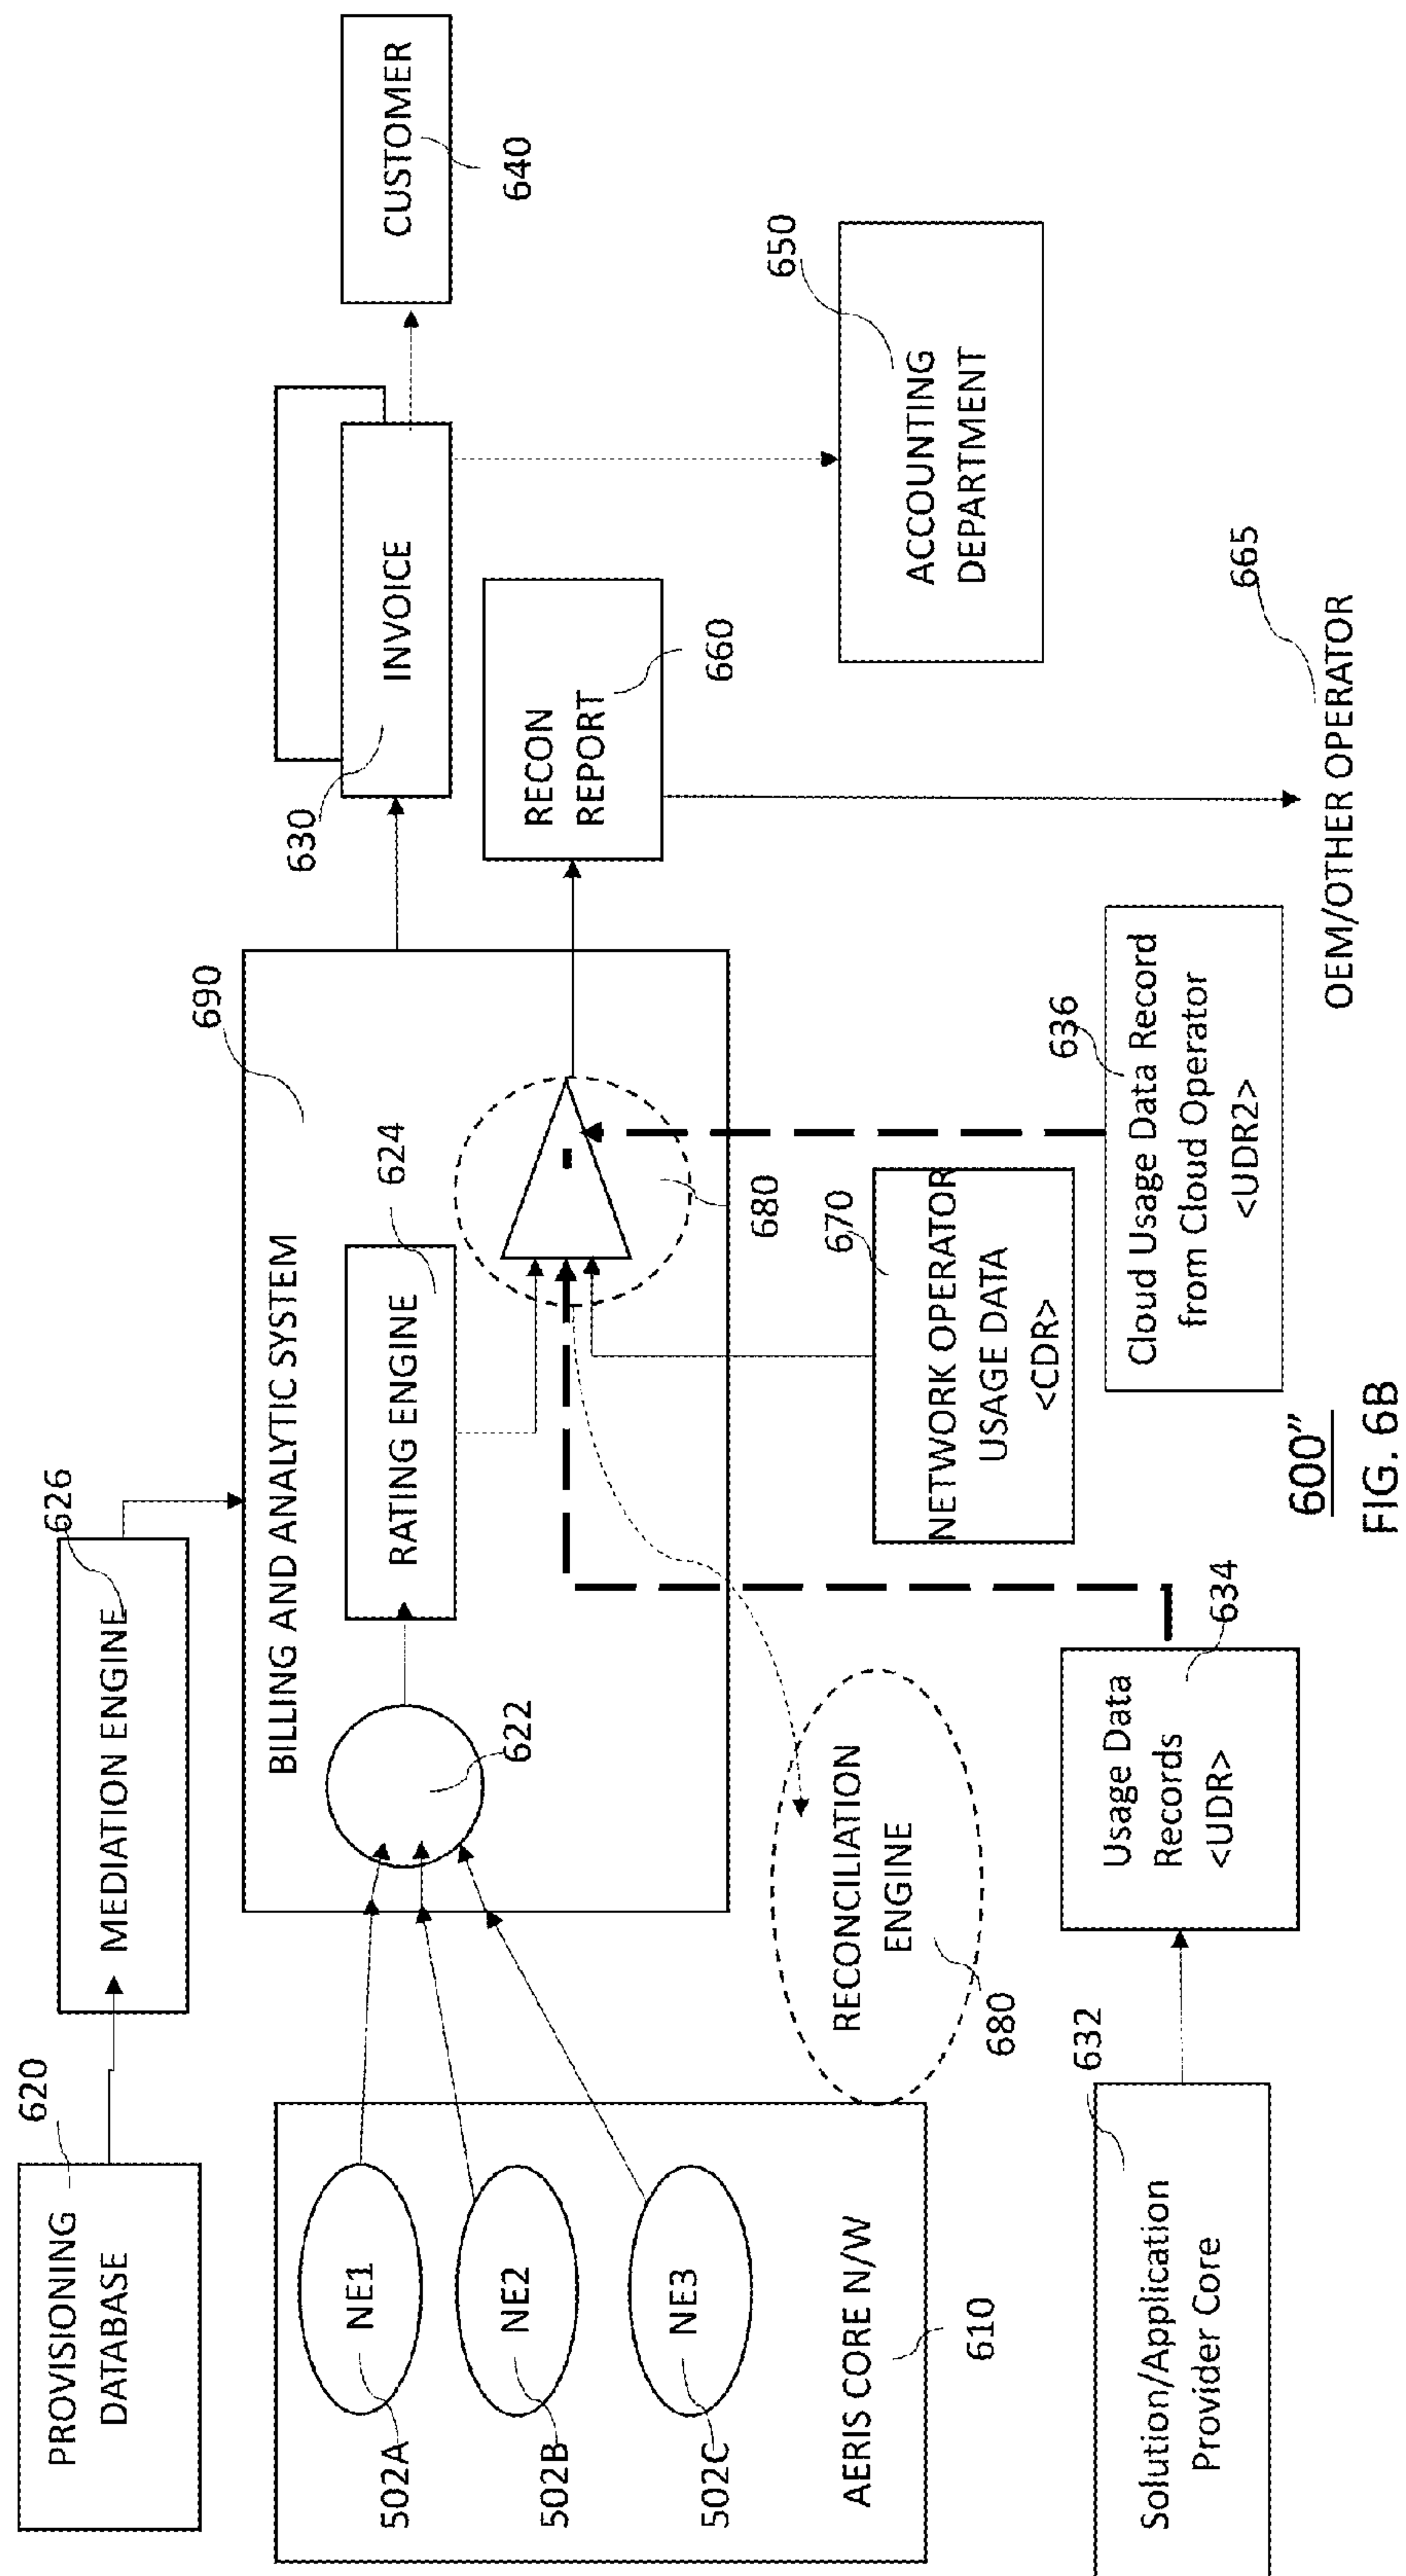 PROVISIONING
DATABASE
620
MEDIATION ENGINE
626
NE1
NE2
NE3
502A
502B
502C
AERIS CORE N/W
610
BILLING AND ANALYTIC SYSTEM
690
622
RATING ENGINE
624
680
RECONCILIATION
ENGINE
680
INVOICE
630
CUSTOMER
640
RECON
REPORT
660
ACCOUNTING
DEPARTMENT
650
OEM/OTHER OPERATOR
665
NETWORK OPERATOR
USAGE DATA
<CDR>
670
Cloud Usage Data Record
from Cloud Operator
<UDR2>
636
Solution/Application
Provider Core
632
Usage Data
Records
<UDR>
634
600”
FIG. 6B